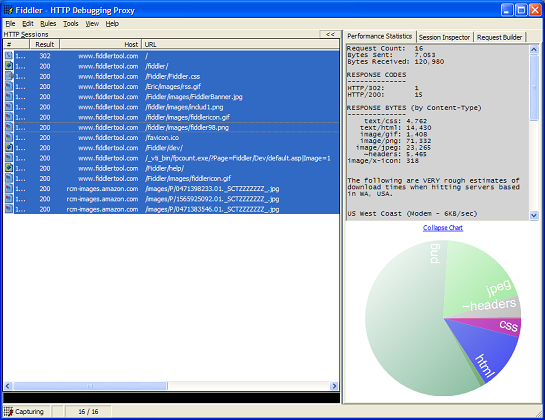 Fiddler - HTTP Debugging Proxy
File Edit Rules Tools View Help
HTTP Sessions <<
# Result Host URL
1... 302 www.fiddlertool.com /
1... 200 www.fiddlertool.com /fiddler/
1... 200 www.fiddlertool.com /Fiddler/Fiddler.css
1... 200 www.fiddlertool.com /Eric/images/rss.gif
1... 200 www.fiddlertool.com /Fiddler/images/FiddlerBanner.jpg
1... 200 www.fiddlertool.com /fiddler/images/includ1.png
1... 200 www.fiddlertool.com /fiddler/images/fiddlericon.gif
1... 200 www.fiddlertool.com /fiddler/images/fiddler98.png
1... 200 www.fiddlertool.com /favicon.ico
1... 200 www.fiddlertool.com /Fiddler/dev/
1... 200 www.fiddlertool.com /_vti_bin/fpcount.exe/?Page=Fiddler/Dev/default.asp|Image=1
1... 200 www.fiddlertool.com /Fiddler/help/
1... 200 www.fiddlertool.com /Fiddler/images/fiddlericon.gif
1... 200 rcm-images.amazon.com /images/P/0471398233.01._SCTZZZZZZZ_.jpg
1... 200 rcm-images.amazon.com /images/P/1565925092.01._SCTZZZZZZZ_.jpg
1... 200 rcm-images.amazon.com /images/P/0471383546.01._SCTZZZZZZZ_.jpg
Capturing 16 / 16
Performance Statistics Session Inspector Request Builder
Request Count: 16
Bytes Sent: 7,053
Bytes Received: 120,980
RESPONSE CODES
--------------
HTTP/302: 1
HTTP/200: 15
RESPONSE BYTES (by Content-Type)
--------------
text/css: 4,762
text/html: 14,430
image/gif: 1,408
image/png: 71,332
image/jpeg: 23,265
~headers: 5,465
image/x-icon: 318
The following are VERY rough estimates of
download times when hitting servers based
in WA, USA.
US West Coast (Modem - 6KB/sec)
Collapse Chart
png
jpeg
~headers
css
html